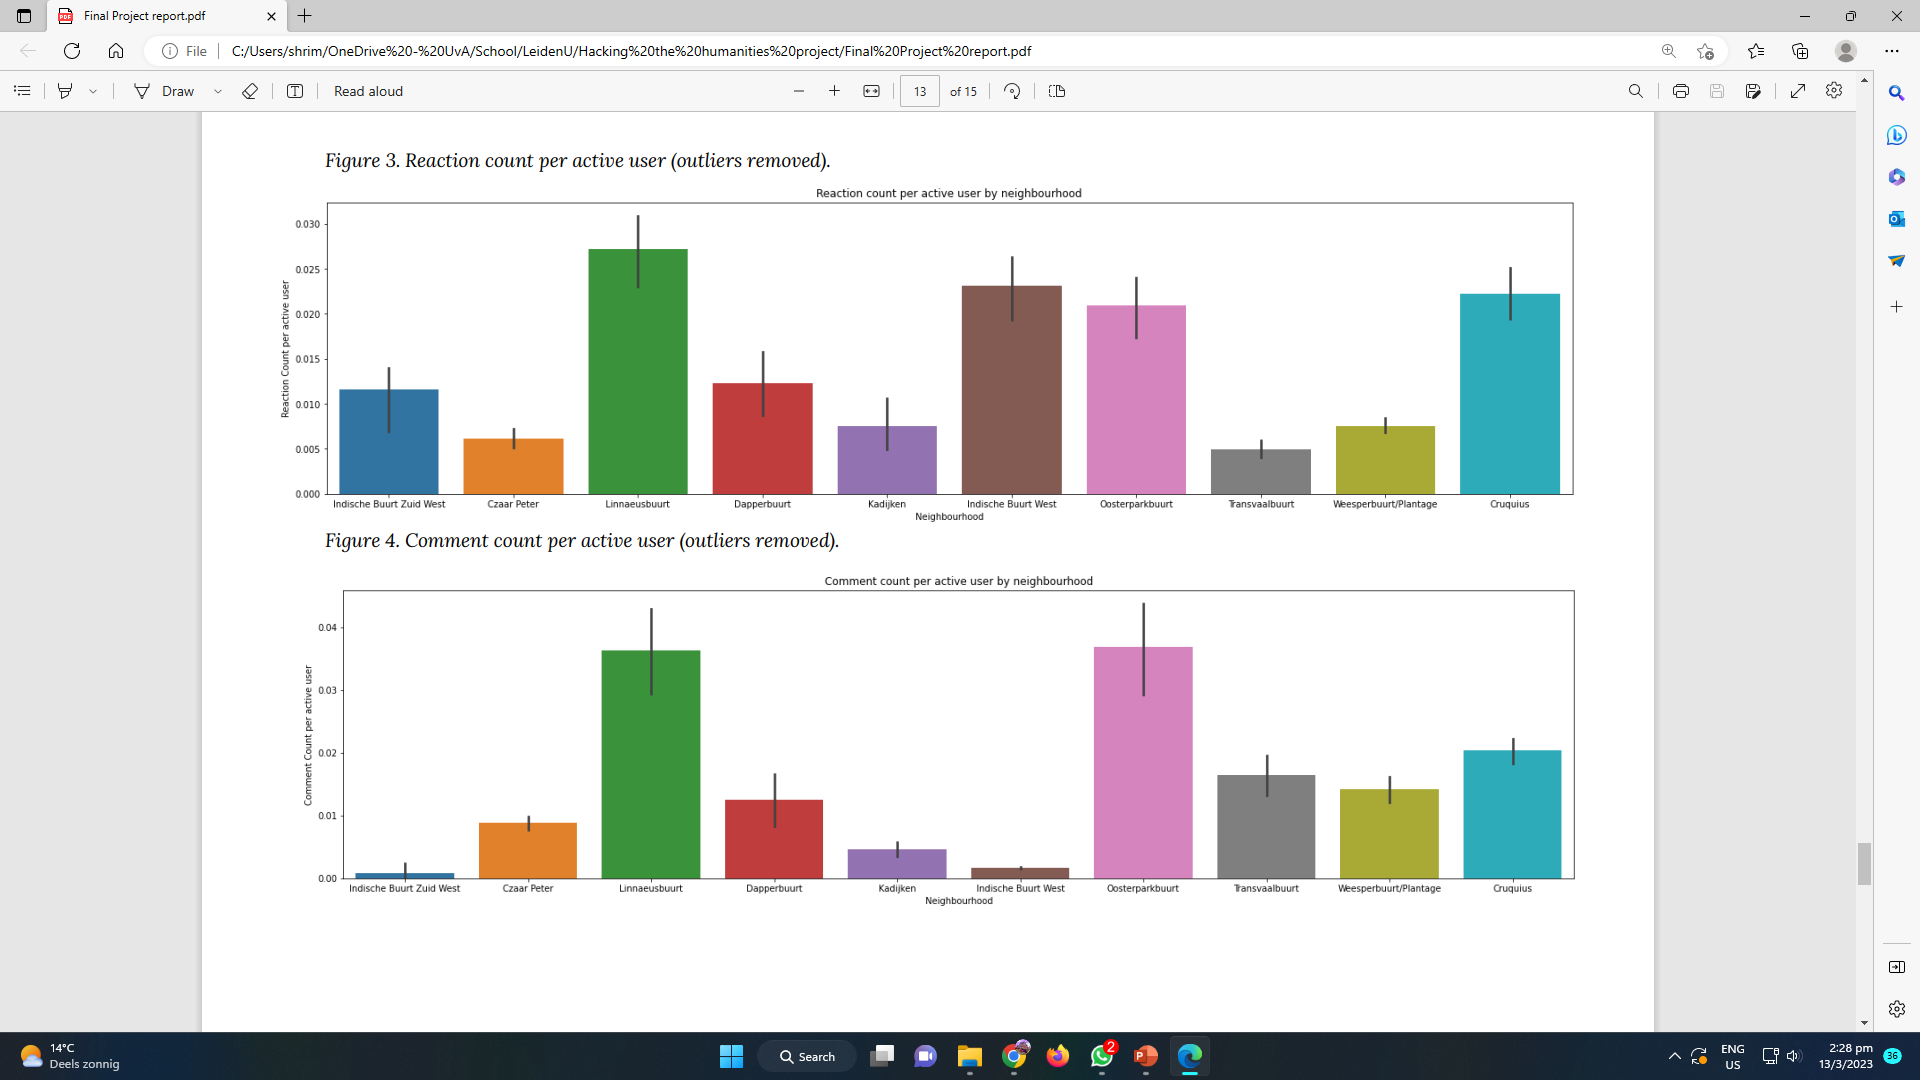 Final Project report.pdf
File
C:/Users/shrim/OneDrive%20-%20UvA/School/LeidenU/Hacking%20the%20humanities%20project/Final%20Project%20report.pdf
Draw
Read aloud
13 of 15
Figure 3. Reaction count per active user (outliers removed).
Reaction count per active user by neighbourhood
Reaction Count per active user
0.030
0.025
0.020
0.015
0.010
0.005
0.000
Indische Buurt Zuid West Czaar Peter Linnaeusbuurt Dapperbuurt Kadijken Indische Buurt West Oosterparkbuurt Transvaalbuurt Weesperbuurt/Plantage Cruquius
Neighbourhood
Figure 4. Comment count per active user (outliers removed).
Comment count per active user by neighbourhood
Comment Count per active user
0.04
0.03
0.02
0.01
0.00
Indische Buurt Zuid West Czaar Peter Linnaeusbuurt Dapperbuurt Kadijken Indische Buurt West Oosterparkbuurt Transvaalbuurt Weesperbuurt/Plantage Cruquius
Neighbourhood
14°C
Deels zonnig
Search
2
ENG
US
2:28 pm
13/3/2023
36